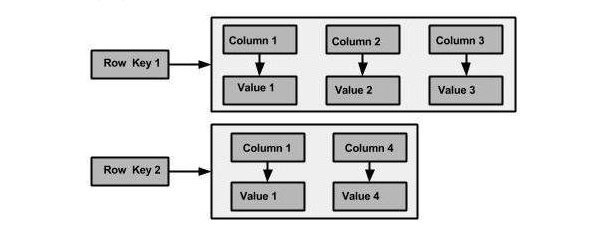 Column 1 Column 2 Column 3
Row Key 1
Value 1 Value 2 Value 3
Column 1 Column 4
Row Key 2
Value 1 Value 4